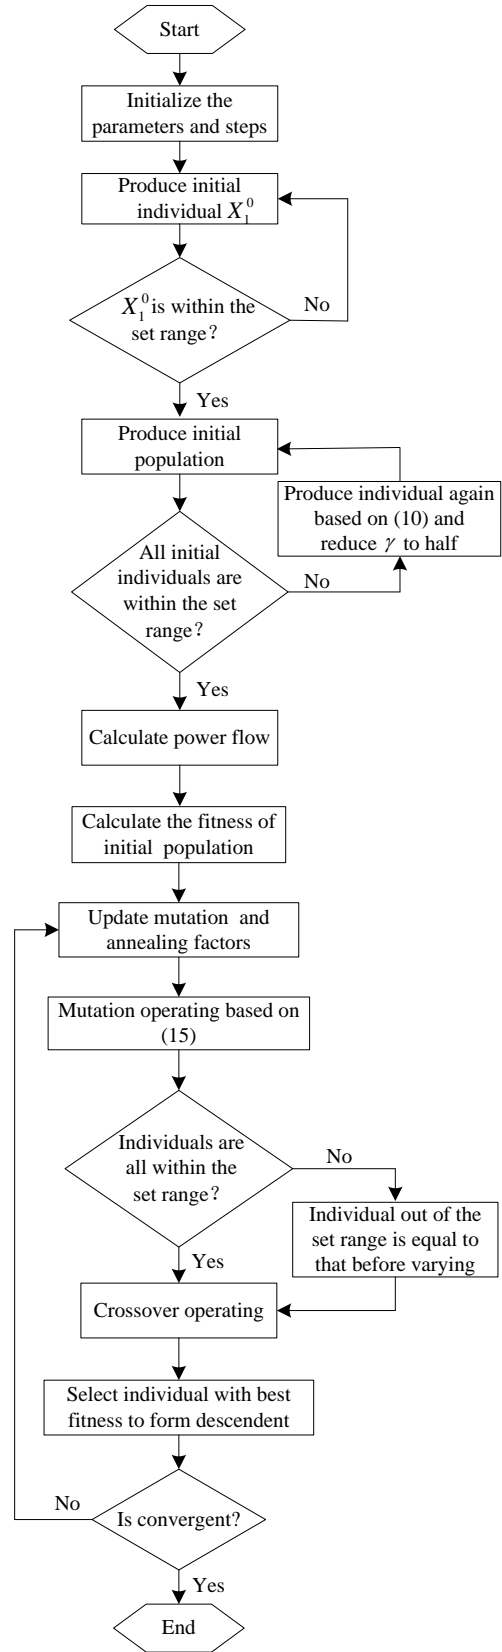 Start
Initialize the
parameters and steps
Produce initial
individual X₁⁰
X₁⁰ is within the
set range?
No
Yes
Produce initial
population
Produce individual again
based on (10) and
reduce γ to half
All initial
individuals are
within the set
range?
No
Yes
Calculate power flow
Calculate the fitness of
initial population
Update mutation and
annealing factors
Mutation operating based on
(15)
Individuals are
all within the
set range?
No
Individual out of the
set range is equal to
that before varying
Yes
Crossover operating
Select individual with best
fitness to form descendent
No
Is convergent?
Yes
End